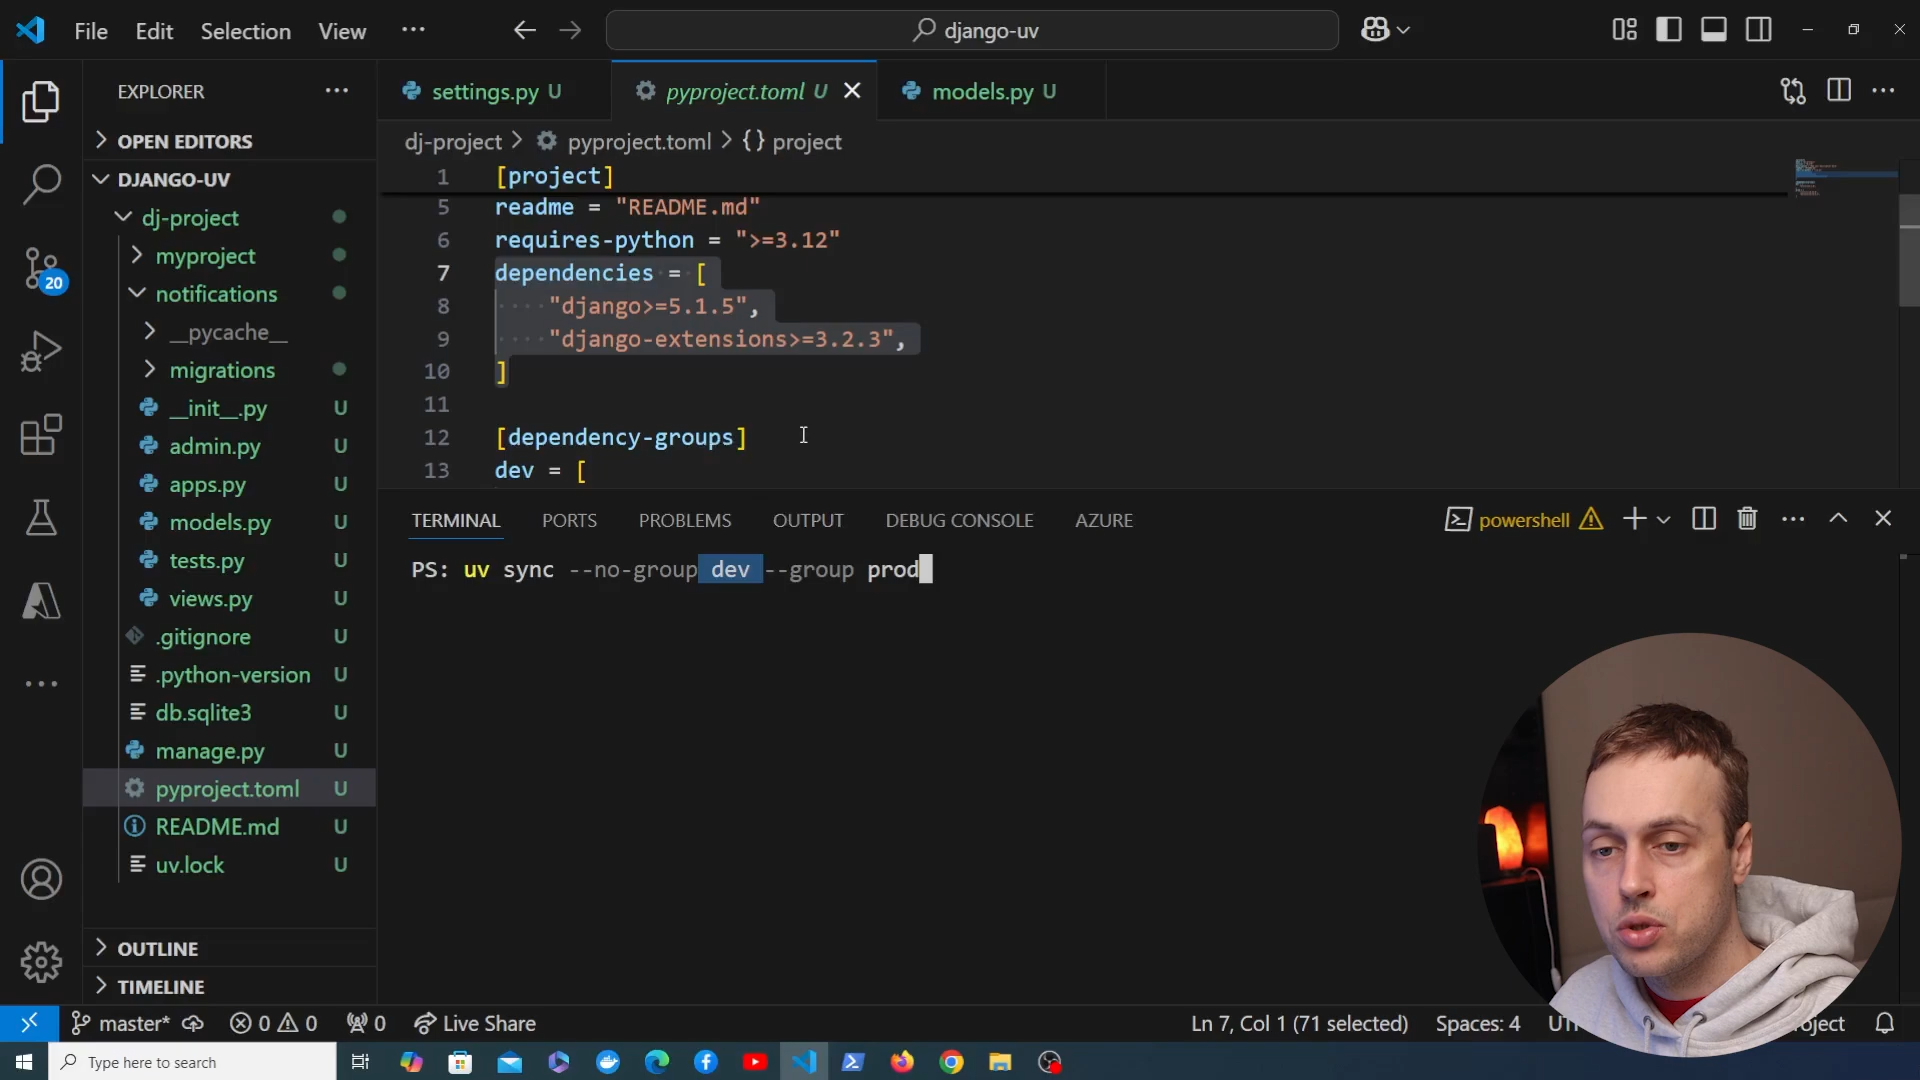 File Edit Selection View ...
django-uv
EXPLORER
OPEN EDITORS
DJANGO-UV
dj-project
myproject
notifications
__pycache__
migrations
__init__.py U
admin.py U
apps.py U
models.py U
tests.py U
views.py U
.gitignore U
.python-version U
db.sqlite3 U
manage.py U
pyproject.toml U
README.md U
uv.lock U
OUTLINE
TIMELINE
20
settings.py U
pyproject.toml U
models.py U
dj-project > pyproject.toml > {} project
1 [project]
5 readme = "README.md"
6 requires-python = ">=3.12"
7 dependencies = [
8 "django>=5.1.5",
9 "django-extensions>=3.2.3",
10 ]
11
12 [dependency-groups]
13 dev = [
TERMINAL PORTS PROBLEMS OUTPUT DEBUG CONSOLE AZURE
powershell
PS: uv sync --no-group dev --group prod
master* 0 0 0 Live Share
Ln 7, Col 1 (71 selected) Spaces: 4
Type here to search